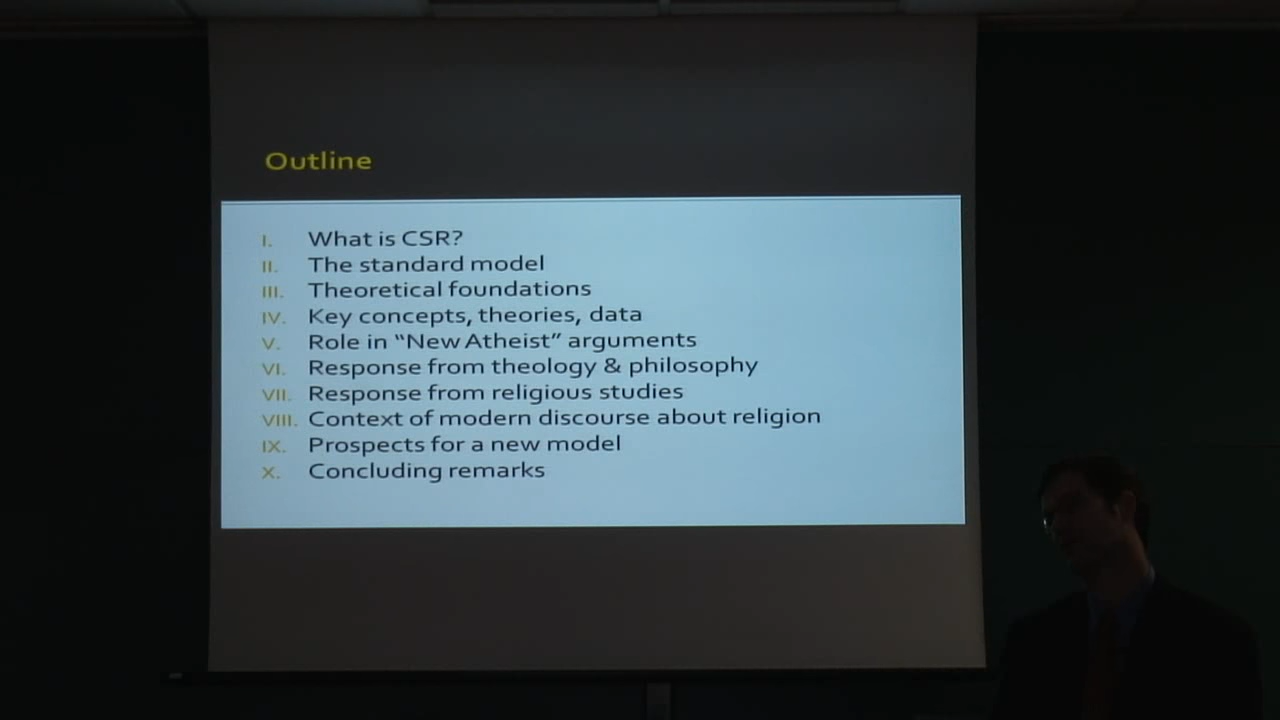 Outline
I. What is CSR?
II. The standard model
III. Theoretical foundations
IV. Key concepts, theories, data
V. Role in “New Atheist” arguments
VI. Response from theology & philosophy
VII. Response from religious studies
VIII. Context of modern discourse about religion
IX. Prospects for a new model
X. Concluding remarks